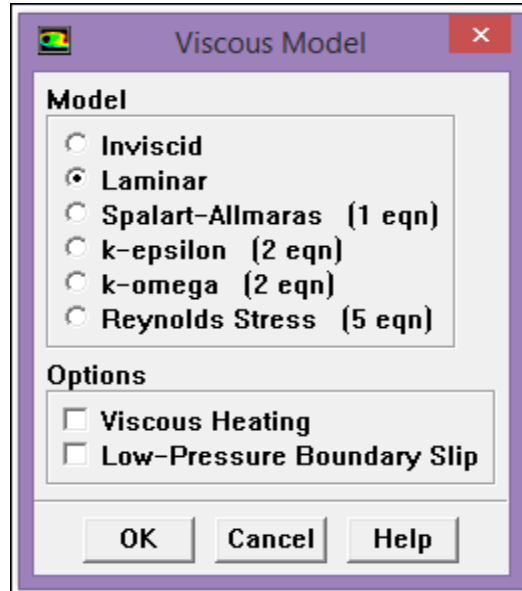 Viscous Model
Model
Inviscid
Laminar
Spalart-Allmaras (1 eqn)
k-epsilon (2 eqn)
k-omega (2 eqn)
Reynolds Stress (5 eqn)
Options
Viscous Heating
Low-Pressure Boundary Slip
OK Cancel Help